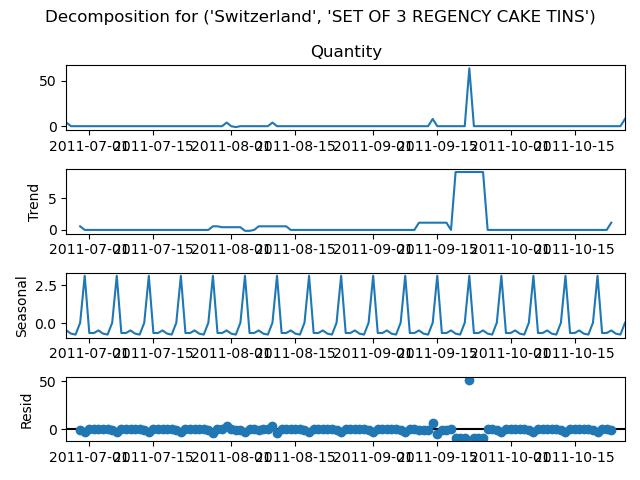 Decomposition for ('Switzerland', 'SET OF 3 REGENCY CAKE TINS')
Quantity
50
0
2011-07-01 2011-07-15 2011-08-01 2011-08-15 2011-09-01 2011-09-15 2011-10-01 2011-10-15
Trend
5
0
2011-07-01 2011-07-15 2011-08-01 2011-08-15 2011-09-01 2011-09-15 2011-10-01 2011-10-15
Seasonal
2.5
0.0
2011-07-01 2011-07-15 2011-08-01 2011-08-15 2011-09-01 2011-09-15 2011-10-01 2011-10-15
Resid
50
0
2011-07-01 2011-07-15 2011-08-01 2011-08-15 2011-09-01 2011-09-15 2011-10-01 2011-10-15